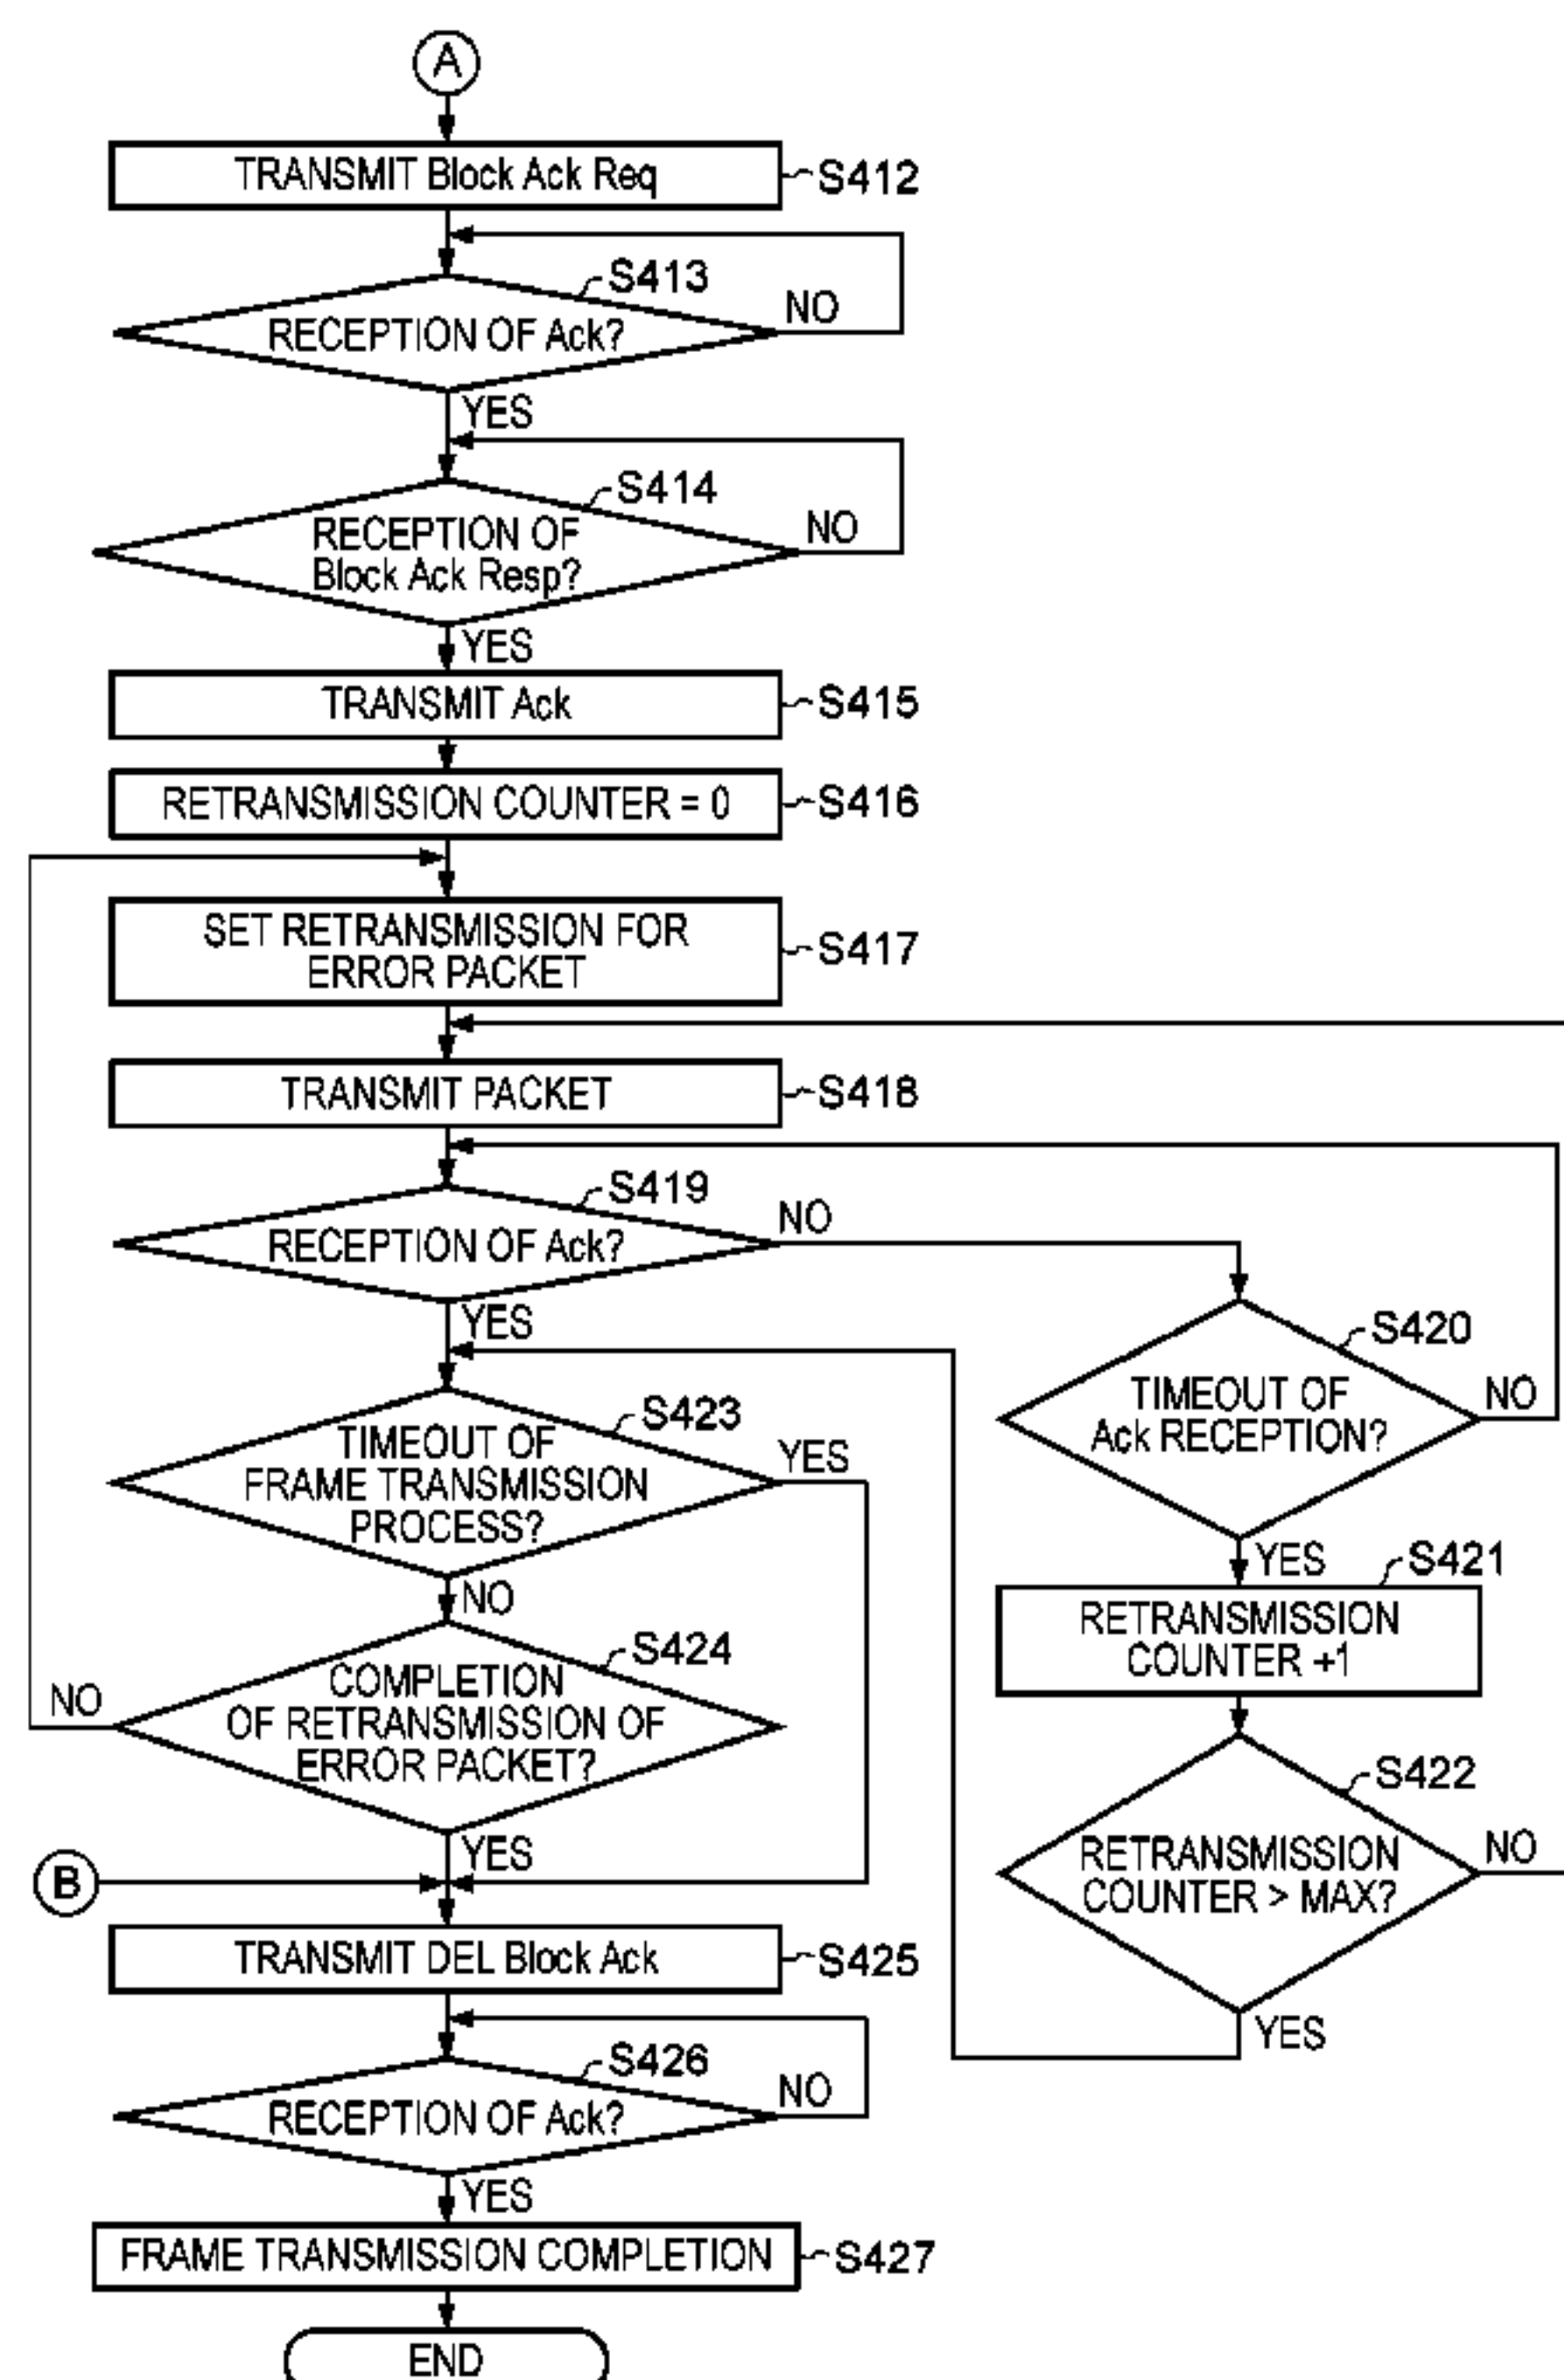 A
TRANSMIT Block Ack Req
S412
S413
RECEPTION OF Ack?
NO
YES
S414
RECEPTION OF
Block Ack Resp?
NO
YES
TRANSMIT Ack
S415
RETRANSMISSION COUNTER = 0
S416
SET RETRANSMISSION FOR
ERROR PACKET
S417
TRANSMIT PACKET
S418
S419
RECEPTION OF Ack?
NO
YES
S420
TIMEOUT OF
Ack RECEPTION?
NO
YES
S421
RETRANSMISSION
COUNTER +1
S422
RETRANSMISSION
COUNTER > MAX?
NO
YES
S423
TIMEOUT OF
FRAME TRANSMISSION
PROCESS?
YES
NO
S424
COMPLETION
OF RETRANSMISSION OF
ERROR PACKET?
NO
YES
B
TRANSMIT DEL Block Ack
S425
S426
RECEPTION OF Ack?
NO
YES
FRAME TRANSMISSION COMPLETION
S427
END